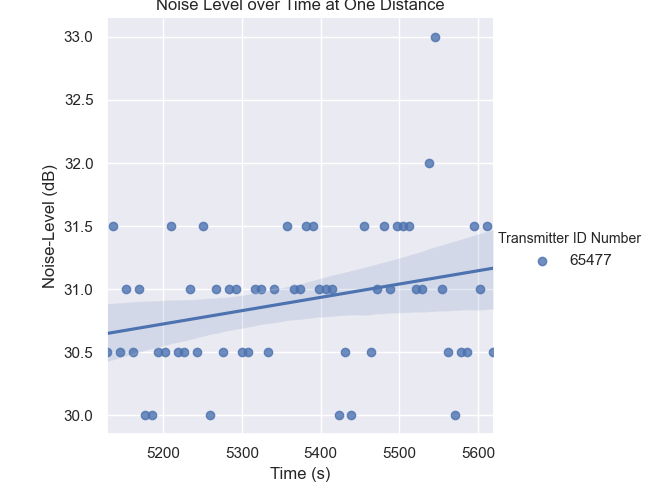 Noise Level over Time at One Distance
33.0
32.5
32.0
31.5
31.0
30.5
30.0
Noise-Level (dB)
5200 5300 5400 5500 5600
Time (s)
Transmitter ID Number
65477